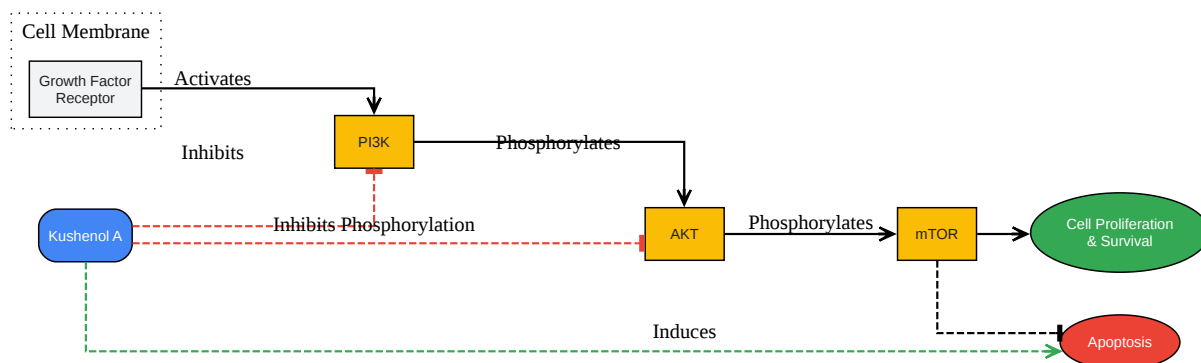 Cell Membrane
Growth Factor
Receptor
Activates
PI3K
Phosphorylates
Inhibits
Kushenol A
Inhibits Phosphorylation
AKT
Phosphorylates
mTOR
Cell Proliferation
& Survival
Induces
Apoptosis